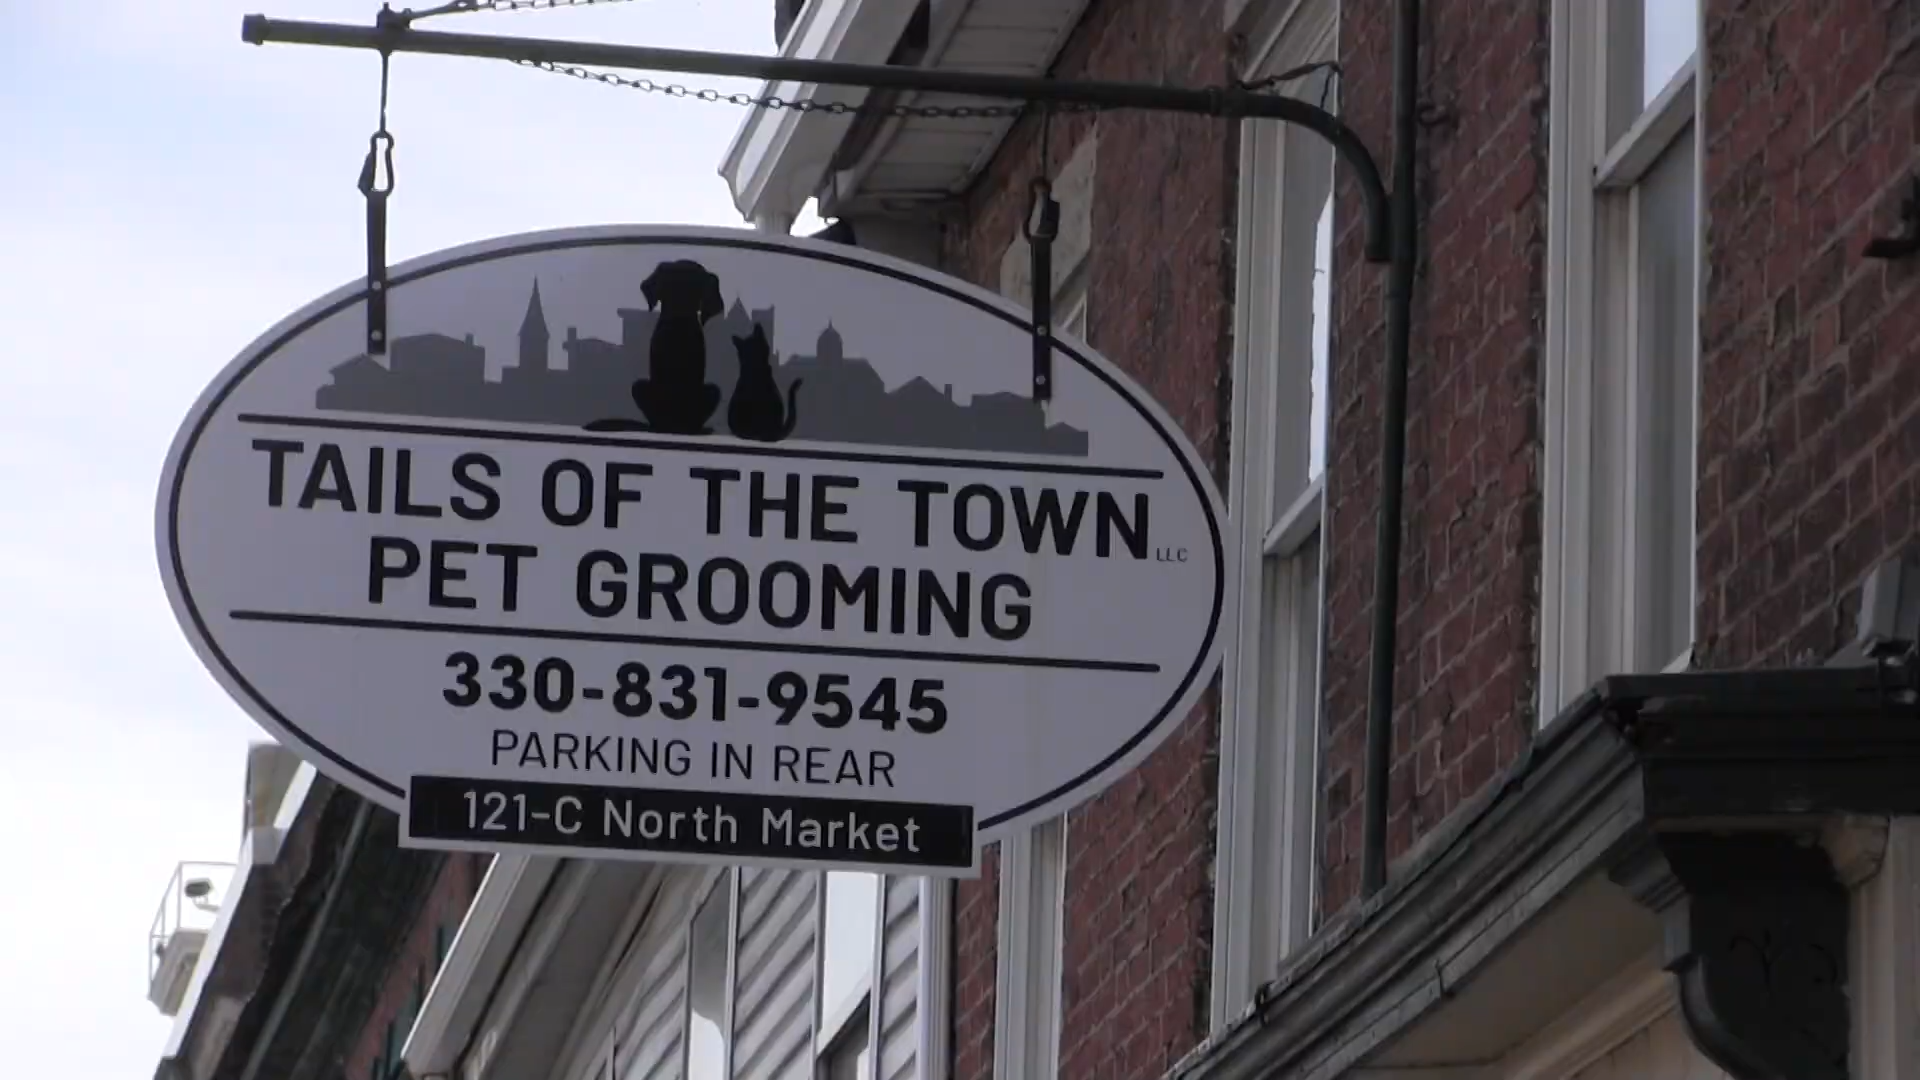 TAILS OF THE TOWN LLC
PET GROOMING
330-831-9545
PARKING IN REAR
121-C North Market